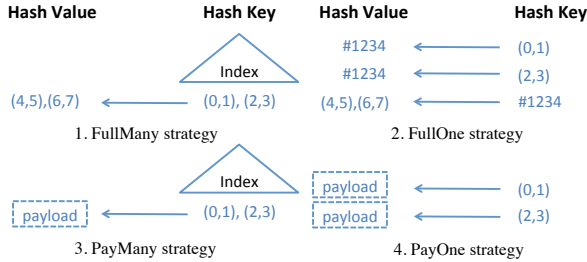 Hash Value Hash Key Hash Value Hash Key
#1234 (0,1)
Index #1234 (2,3)
(4,5),(6,7) (0,1), (2,3) (4,5),(6,7) #1234
1. FullMany strategy 2. FullOne strategy
Index payload (0,1)
payload (0,1), (2,3) payload (2,3)
3. PayMany strategy 4. PayOne strategy